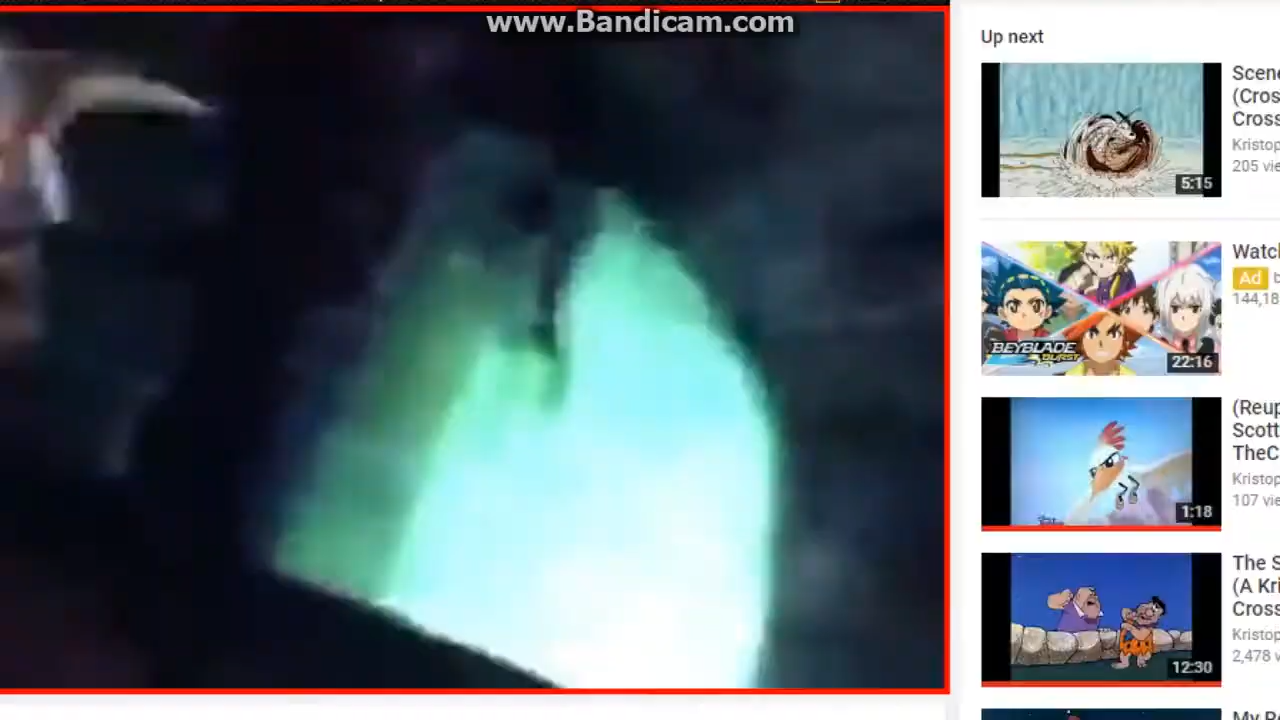 www.Bandicam.com
Up next
Scene
(Cros
Cross
Kristop
205 vie
5:15
Watch
Ad
144,18
BEYBLADE
BURST
22:16
(Reup
Scott
TheC
Kristop
107 vie
1:18
The S
(A Kri
Cross
Kristop
2,478 v
12:30